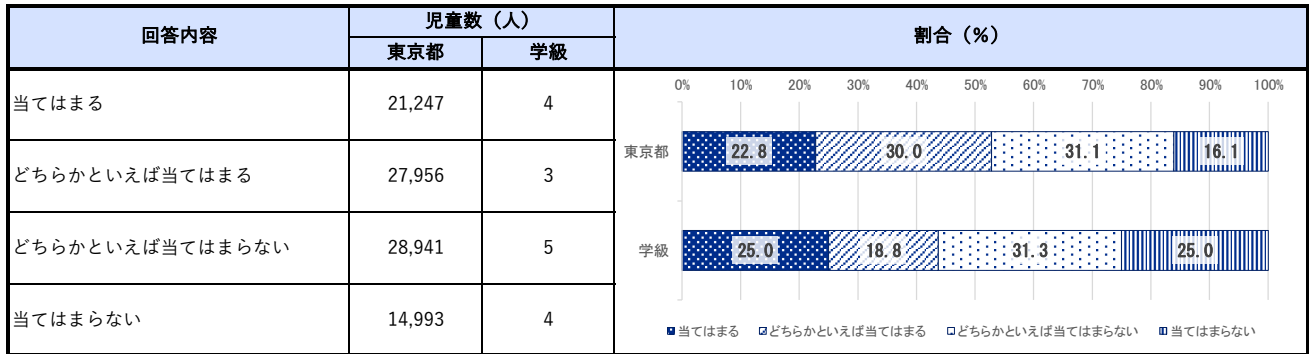 回答内容 児童数（人） 割合（％）
東京都 学級
当てはまる 21,247 4
どちらかといえば当てはまる 27,956 3
どちらかといえば当てはまらない 28,941 5
当てはまらない 14,993 4
0% 10% 20% 30% 40% 50% 60% 70% 80% 90% 100%
東京都 22.8 30.0 31.1 16.1
学級 25.0 18.8 31.3 25.0
当てはまる どちらかといえば当てはまる どちらかといえば当てはまらない 当てはまらない